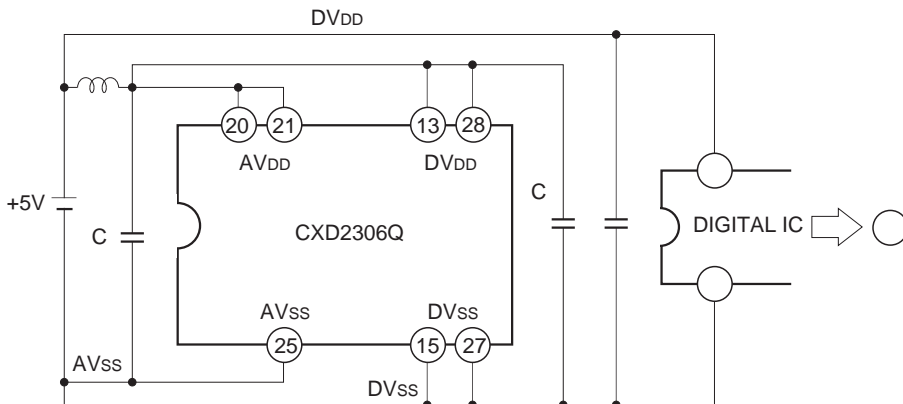 DVDD
20 21 13 28
AVDD DVDD
+5V
C
C
CXD2306Q
DIGITAL IC
AVSS DVSS
25 15 27
AVSS
DVSS